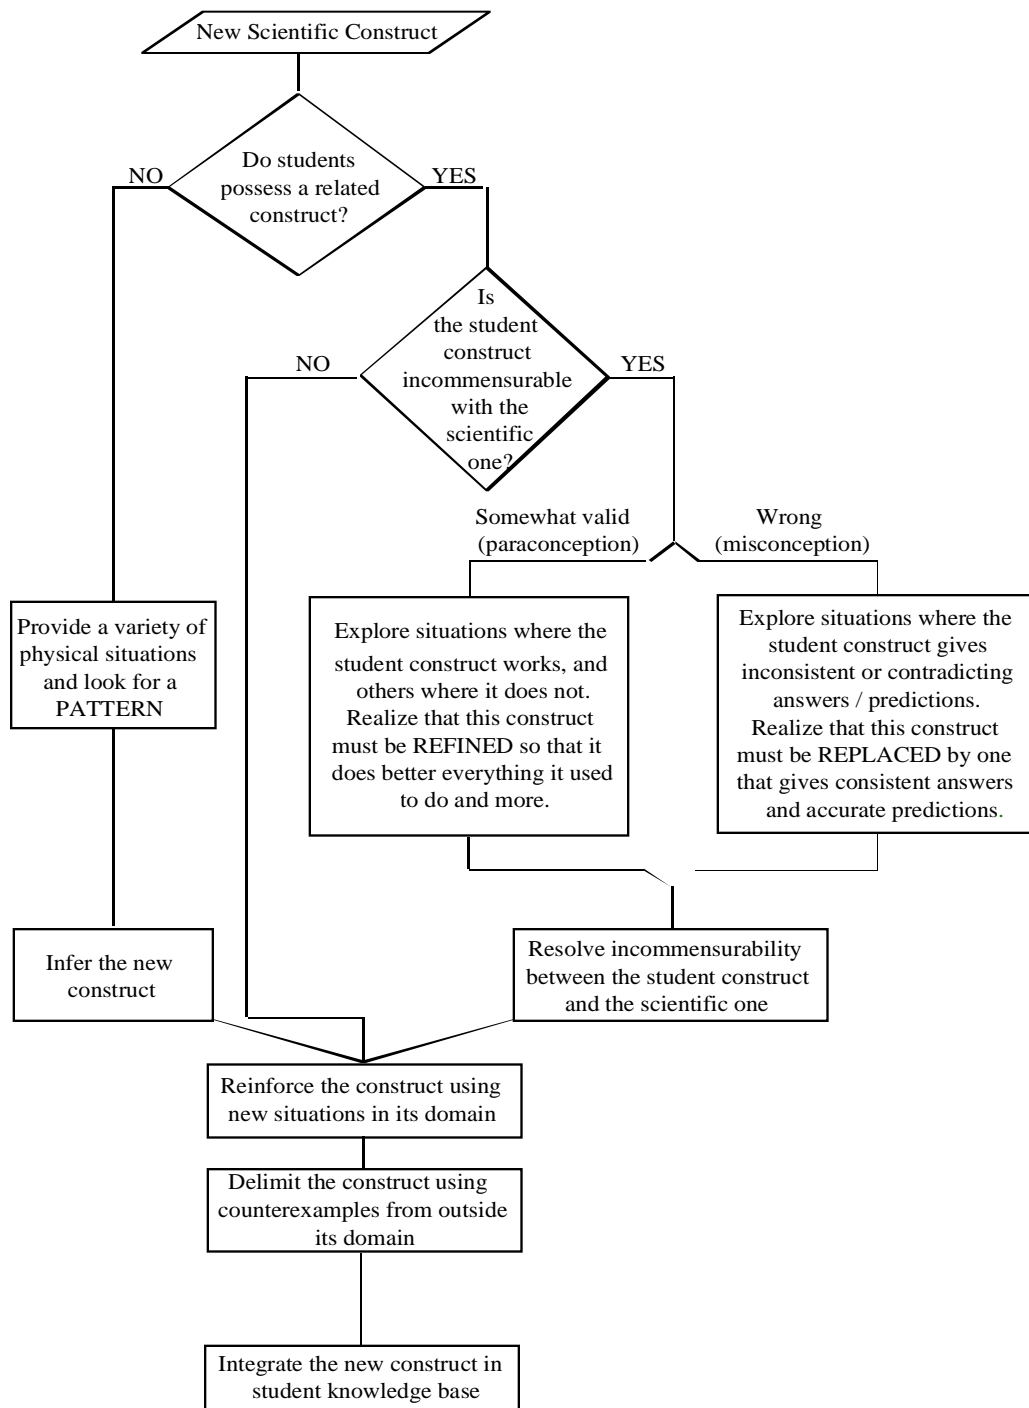 New Scientific Construct
Do students
possess a related
construct?
NO
YES
Is
the student
construct
incommensurable
with the
scientific
one?
NO
YES
Somewhat valid
(paraconception)
Wrong
(misconception)
Provide a variety of
physical situations
and look for a
PATTERN
Explore situations where the
student construct works, and
others where it does not.
Realize that this construct
must be REFINED so that it
does better everything it used
to do and more.
Explore situations where the
student construct gives
inconsistent or contradicting
answers / predictions.
Realize that this construct
must be REPLACED by one
that gives consistent answers
and accurate predictions.
Infer the new
construct
Resolve incommensurability
between the student construct
and the scientific one
Reinforce the construct using
new situations in its domain
Delimit the construct using
counterexamples from outside
its domain
Integrate the new construct in
student knowledge base